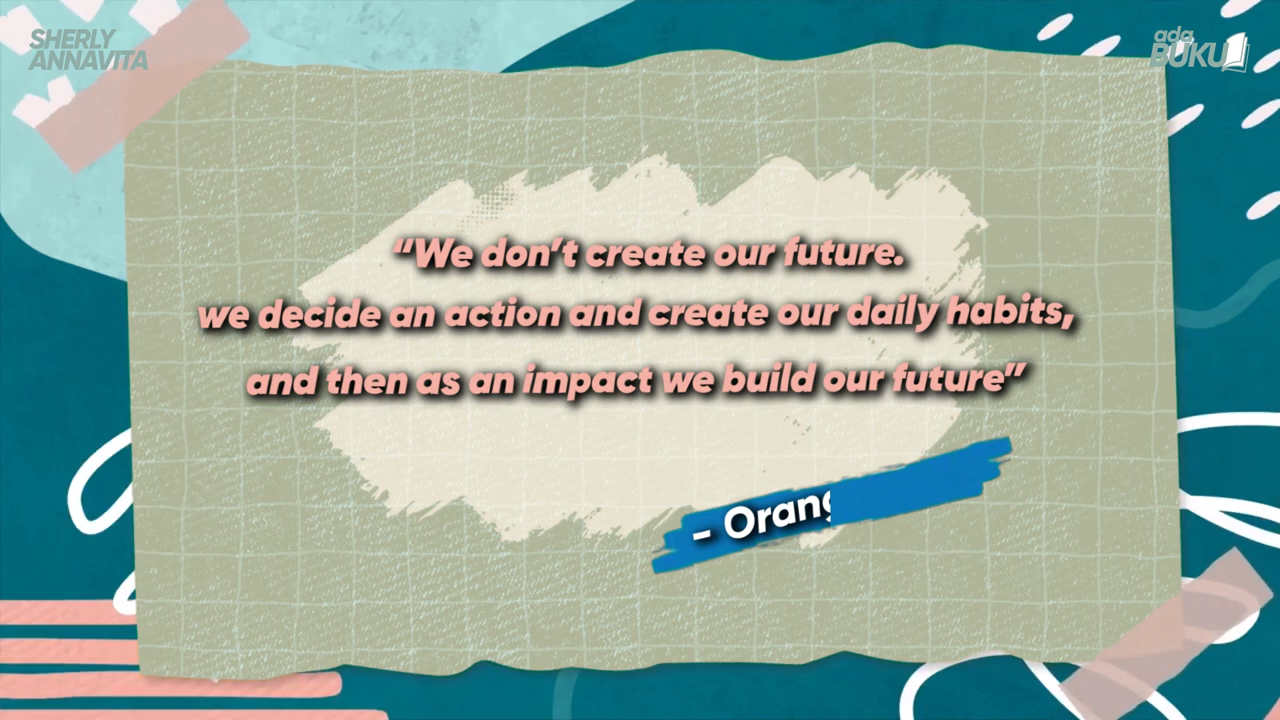 SHERLY
ANNAVITA
ada
BUKU
“We don’t create our future.
we decide an action and create our daily habits,
and then as an impact we build our future”
-